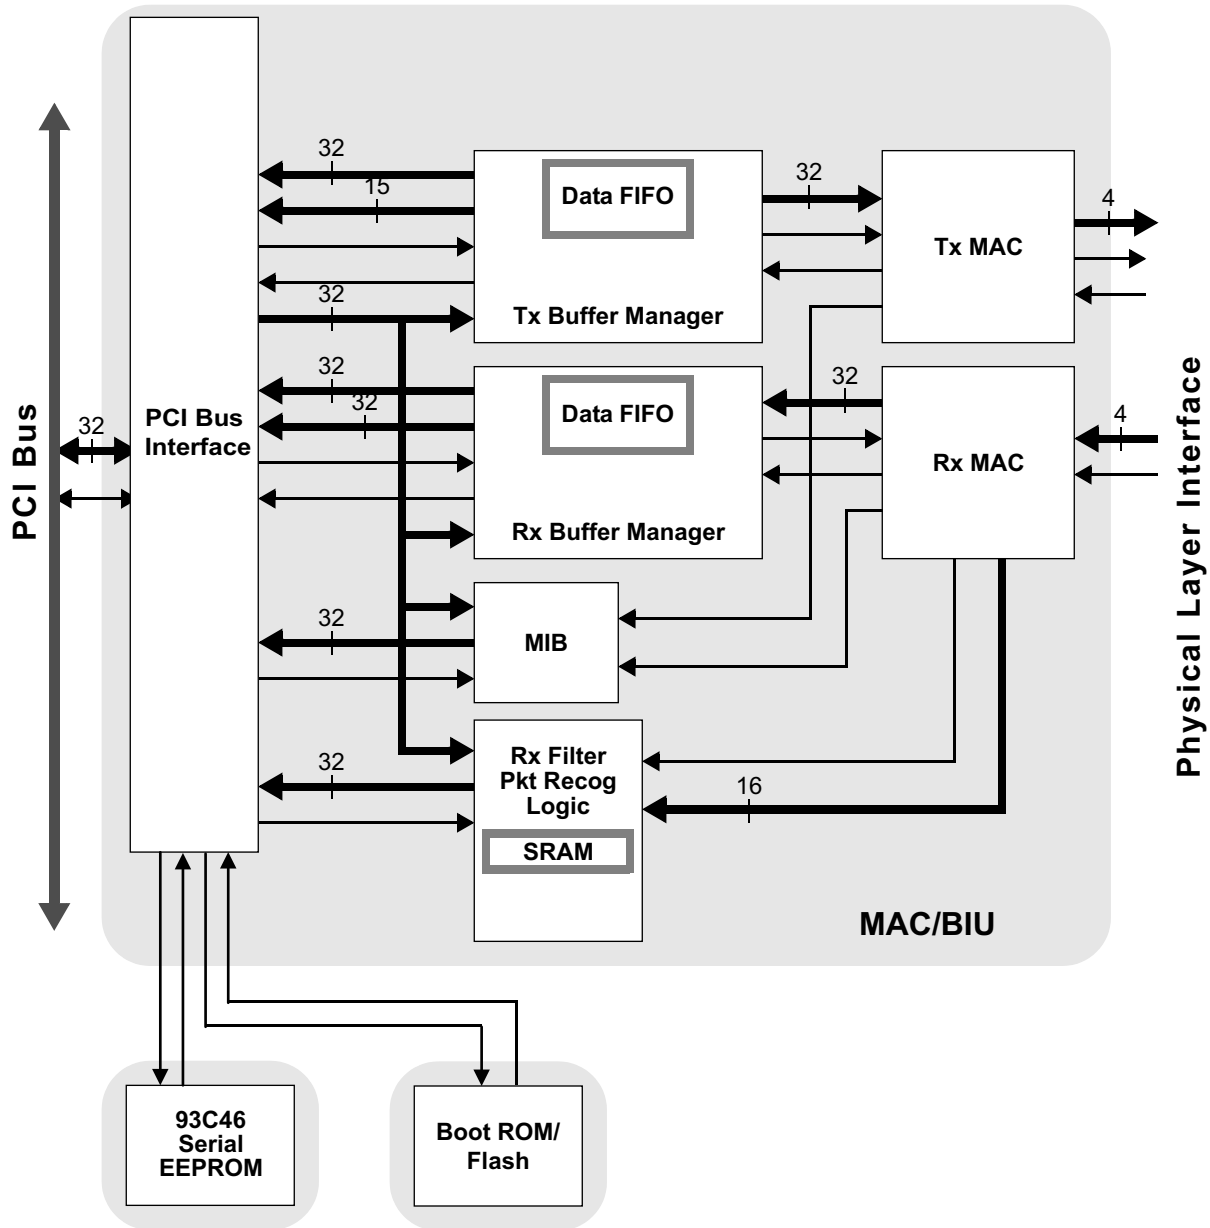 32
15
Data FIFO
32
4
Tx MAC
32
Tx Buffer Manager
32
32
Data FIFO
32
4
PCI Bus
Interface
32
Rx MAC
Rx Buffer Manager
PCI Bus
Physical Layer Interface
32
MIB
32
Rx Filter
Pkt Recog
Logic
SRAM
16
MAC/BIU
93C46
Serial
EEPROM
Boot ROM/
Flash